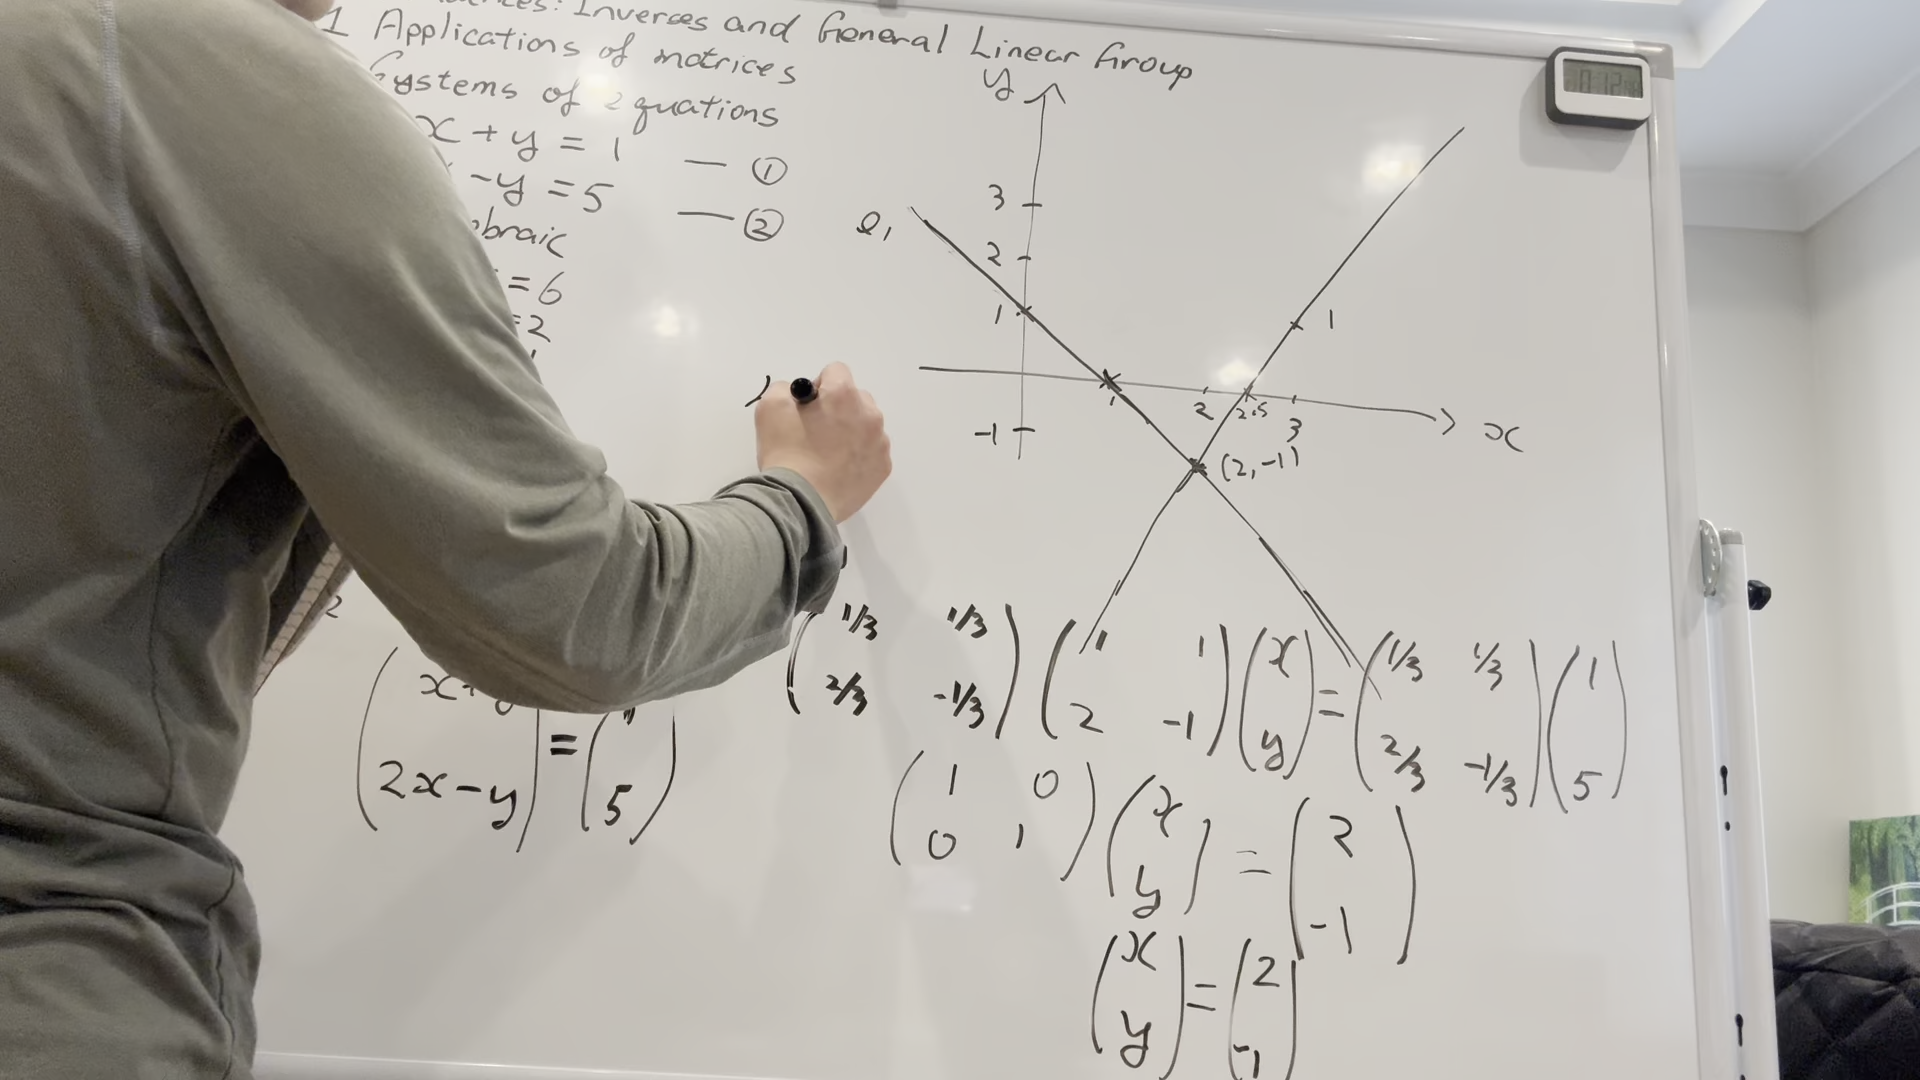 : Inverses and General Linear Group
1 Applications of matrices
Systems of equations
x + y = 1 — ①
-y = 5 — ②
braic
= 6
= 2
y
3
2
1
-1
l₁
1
2
2.5
3
x
1
(2, -1)
2
(x+y
2x-y) = (1
5)
(1/3 1/3
2/3 -1/3) (1 1
2 -1) (x
y) = (1/3 1/3
2/3 -1/3) (1
5)
(1 0
0 1) (x
y) = (2
-1)
(x
y) = (2
-1)